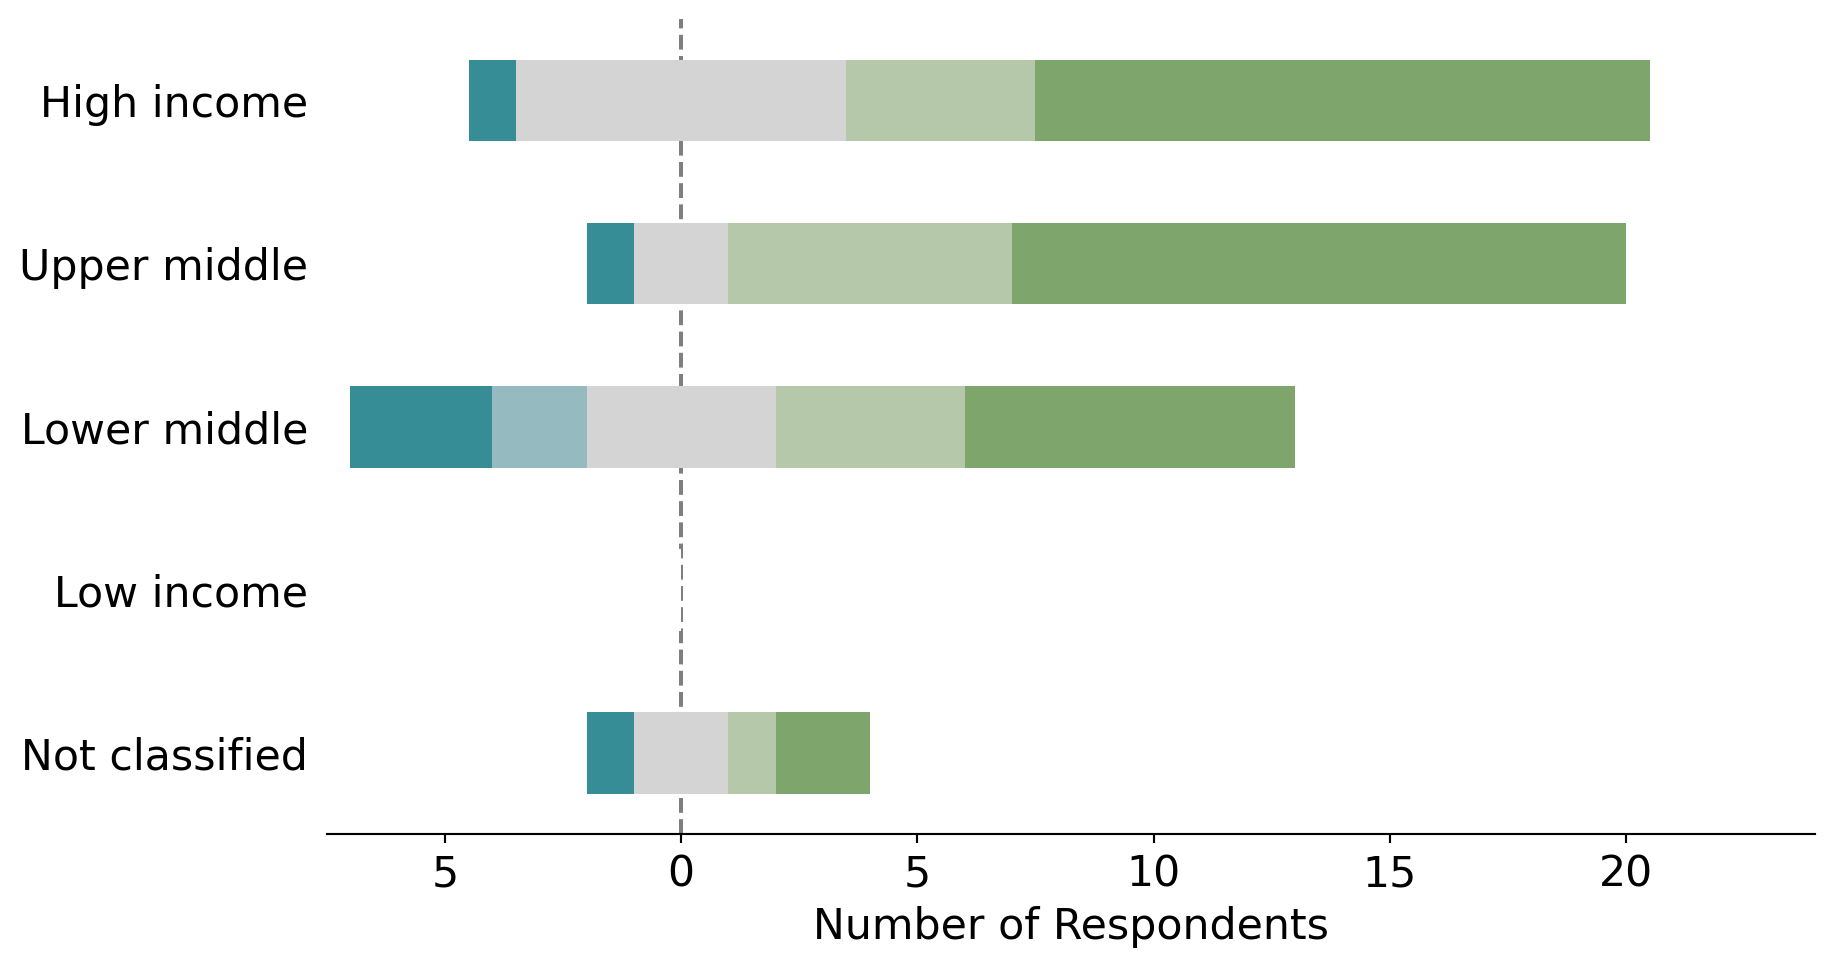 High income
Upper middle
Lower middle
Low income
Not classified
5 0 5 10 15 20
Number of Respondents